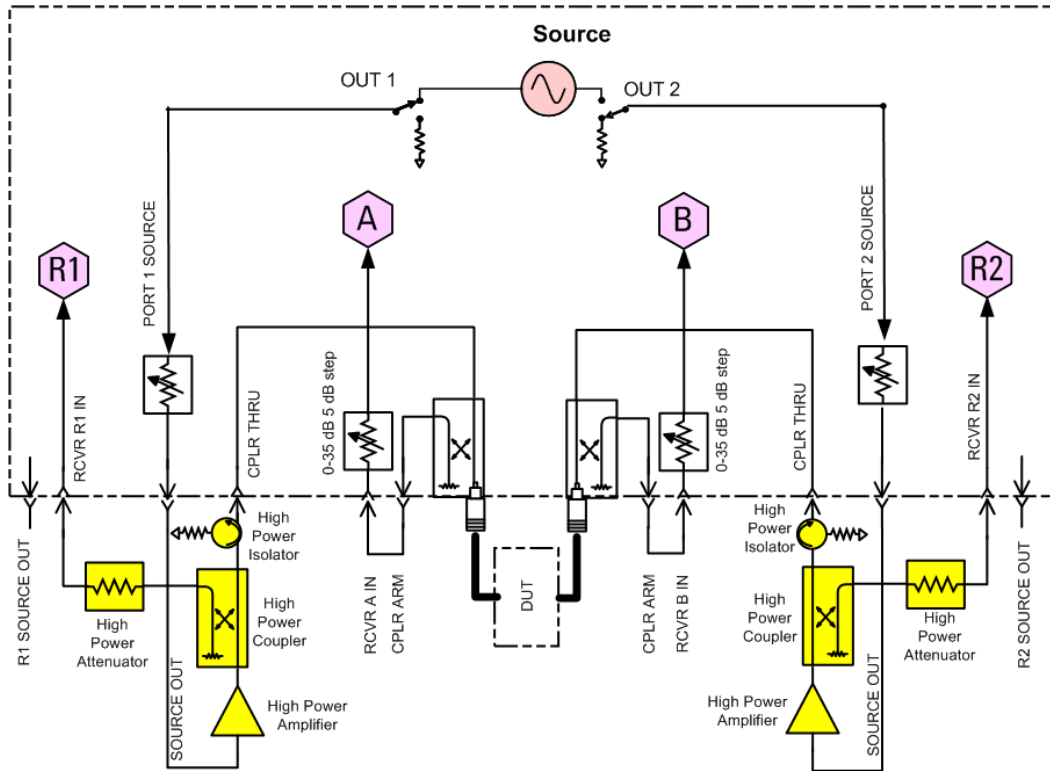 Source
OUT 1
OUT 2
A
B
R1
R2
PORT 1 SOURCE
PORT 2 SOURCE
RCVR R1 IN
CPLR THRU
0-35 dB 5 dB step
0-35 dB 5 dB step
CPLR THRU
RCVR R2 IN
R1 SOURCE OUT
High
Power
Isolator
High
Power
Coupler
High
Power
Attenuator
SOURCE OUT
High Power
Amplifier
RCVR A IN
CPLR ARM
DUT
CPLR ARM
RCVR B IN
High
Power
Isolator
High
Power
Coupler
High
Power
Attenuator
High Power
Amplifier
SOURCE OUT
R2 SOURCE OUT